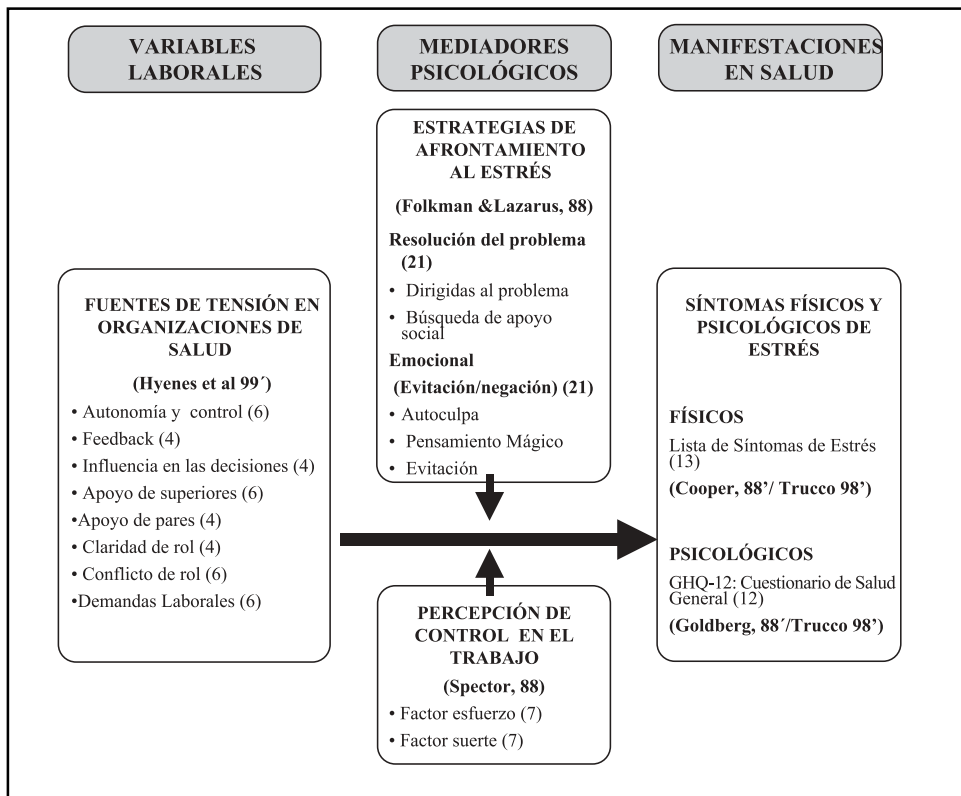 VARIABLES
LABORALES
MEDIADORES
PSICOLÓGICOS
MANIFESTACIONES
EN SALUD
FUENTES DE TENSIÓN EN
ORGANIZACIONES DE
SALUD
(Hyenes et al 99´)
• Autonomía y control (6)
• Feedback (4)
• Influencia en las decisiones (4)
• Apoyo de superiores (6)
•Apoyo de pares (4)
• Claridad de rol (4)
• Conflicto de rol (6)
•Demandas Laborales (6)
ESTRATEGIAS DE
AFRONTAMIENTO
AL ESTRÉS
(Folkman &Lazarus, 88)
Resolución del problema
(21)
• Dirigidas al problema
• Búsqueda de apoyo
social
Emocional
(Evitación/negación) (21)
• Autoculpa
• Pensamiento Mágico
• Evitación
PERCEPCIÓN DE
CONTROL EN EL
TRABAJO
(Spector, 88)
• Factor esfuerzo (7)
• Factor suerte (7)
SÍNTOMAS FÍSICOS Y
PSICOLÓGICOS DE
ESTRÉS
FÍSICOS
Lista de Síntomas de Estrés
(13)
(Cooper, 88’/ Trucco 98’)
PSICOLÓGICOS
GHQ-12: Cuestionario de Salud
General (12)
(Goldberg, 88´/Trucco 98’)